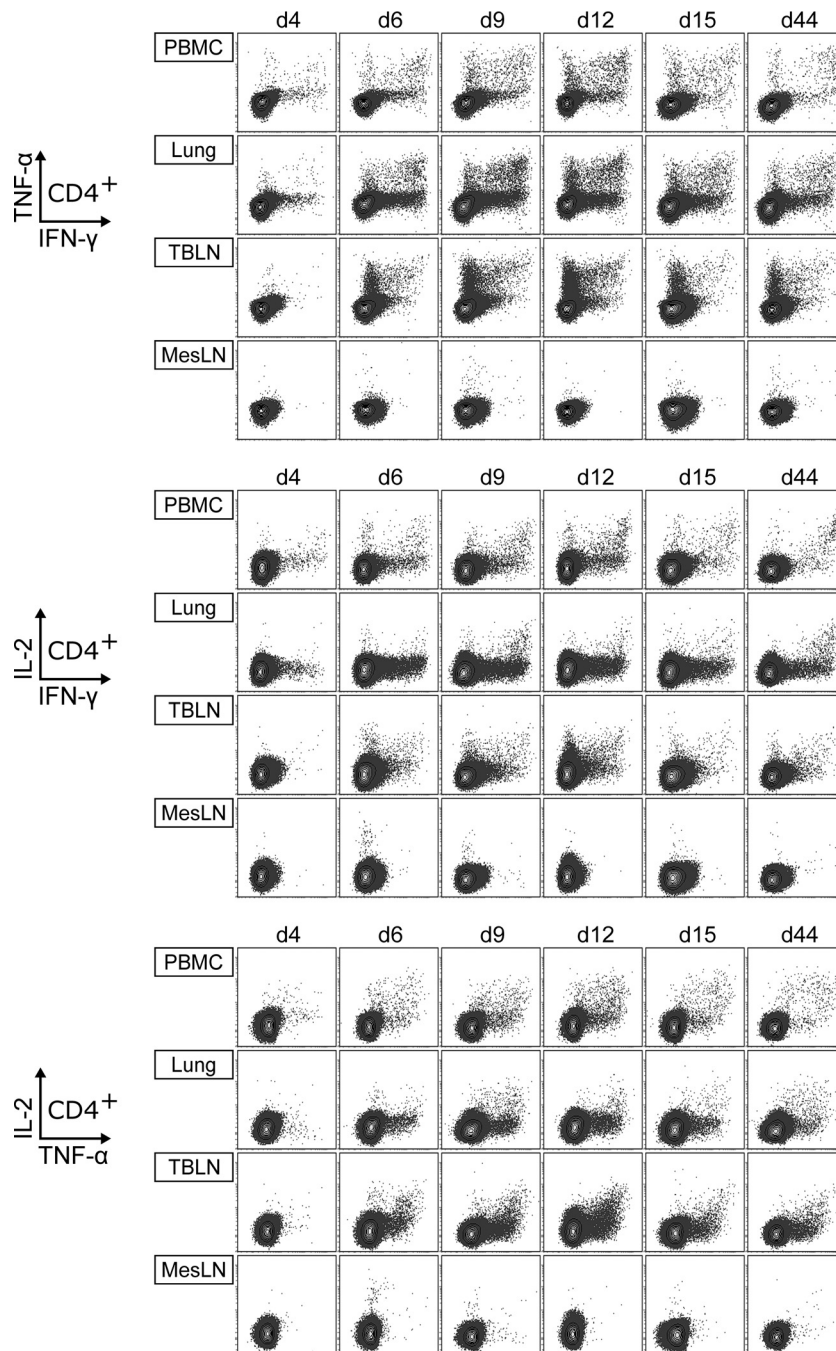 d4 d6 d9 d12 d15 d44
PBMC
Lung
TBLN
MesLN
TNF-α
CD4+
IFN-γ
d4 d6 d9 d12 d15 d44
PBMC
Lung
TBLN
MesLN
IL-2
CD4+
IFN-γ
d4 d6 d9 d12 d15 d44
PBMC
Lung
TBLN
MesLN
IL-2
CD4+
TNF-α